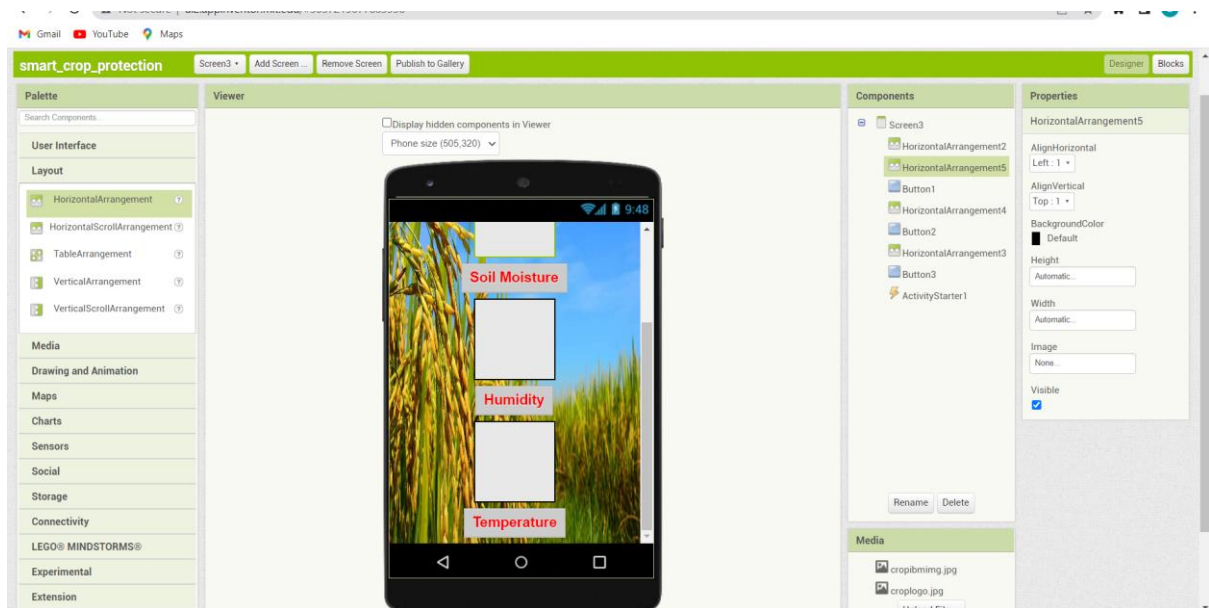 Gmail YouTube Maps
smart_crop_protection Screen3 Add Screen ... Remove Screen Publish to Gallery Designer Blocks
Palette
Search Components...
User Interface
Layout
HorizontalArrangement
HorizontalScrollArrangement
TableArrangement
VerticalArrangement
VerticalScrollArrangement
Media
Drawing and Animation
Maps
Charts
Sensors
Social
Storage
Connectivity
LEGO® MINDSTORMS®
Experimental
Extension
Viewer
Display hidden components in Viewer
Phone size (505,320)
9:48
Soil Moisture
Humidity
Temperature
Components
Screen3
HorizontalArrangement2
HorizontalArrangement5
Button1
HorizontalArrangement4
Button2
HorizontalArrangement3
Button3
ActivityStarter1
Rename Delete
Media
cropibmimg.jpg
croplogo.jpg
Properties
HorizontalArrangement5
AlignHorizontal
Left : 1
AlignVertical
Top : 1
BackgroundColor
Default
Height
Automatic...
Width
Automatic...
Image
None...
Visible